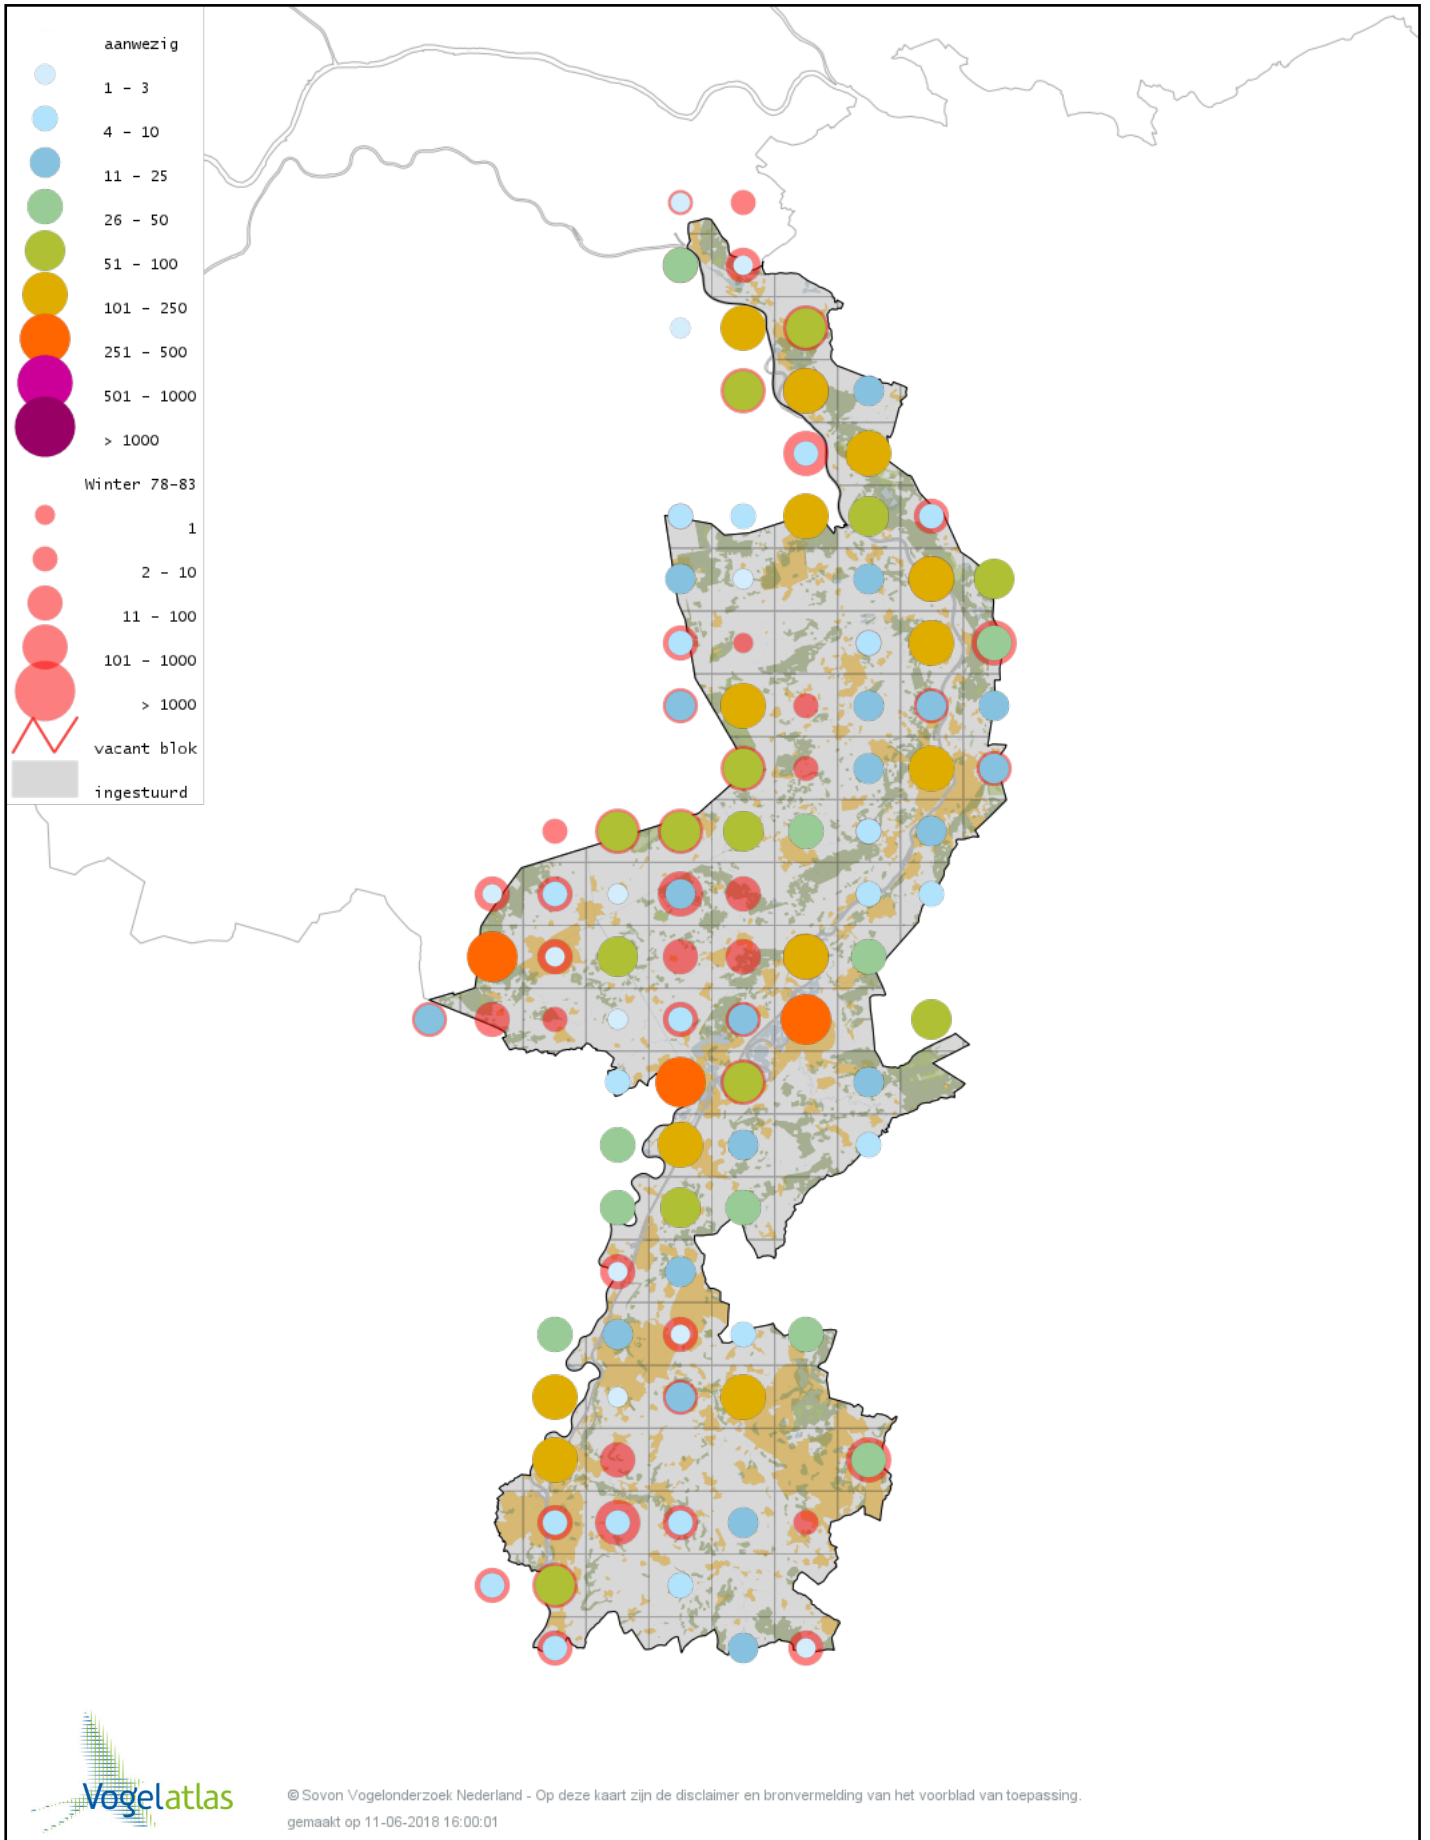 aanwezig
1 - 3
4 - 10
11 - 25
26 - 50
51 - 100
101 - 250
251 - 500
501 - 1000
> 1000
Winter 78-83
1
2 - 10
11 - 100
101 - 1000
> 1000
vacant blok
ingestuurd
Vogelatlas
© Sovon Vogelonderzoek Nederland - Op deze kaart zijn de disclaimer en bronvermelding van het voorblad van toepassing.
gemaakt op 11-06-2018 16:00:01